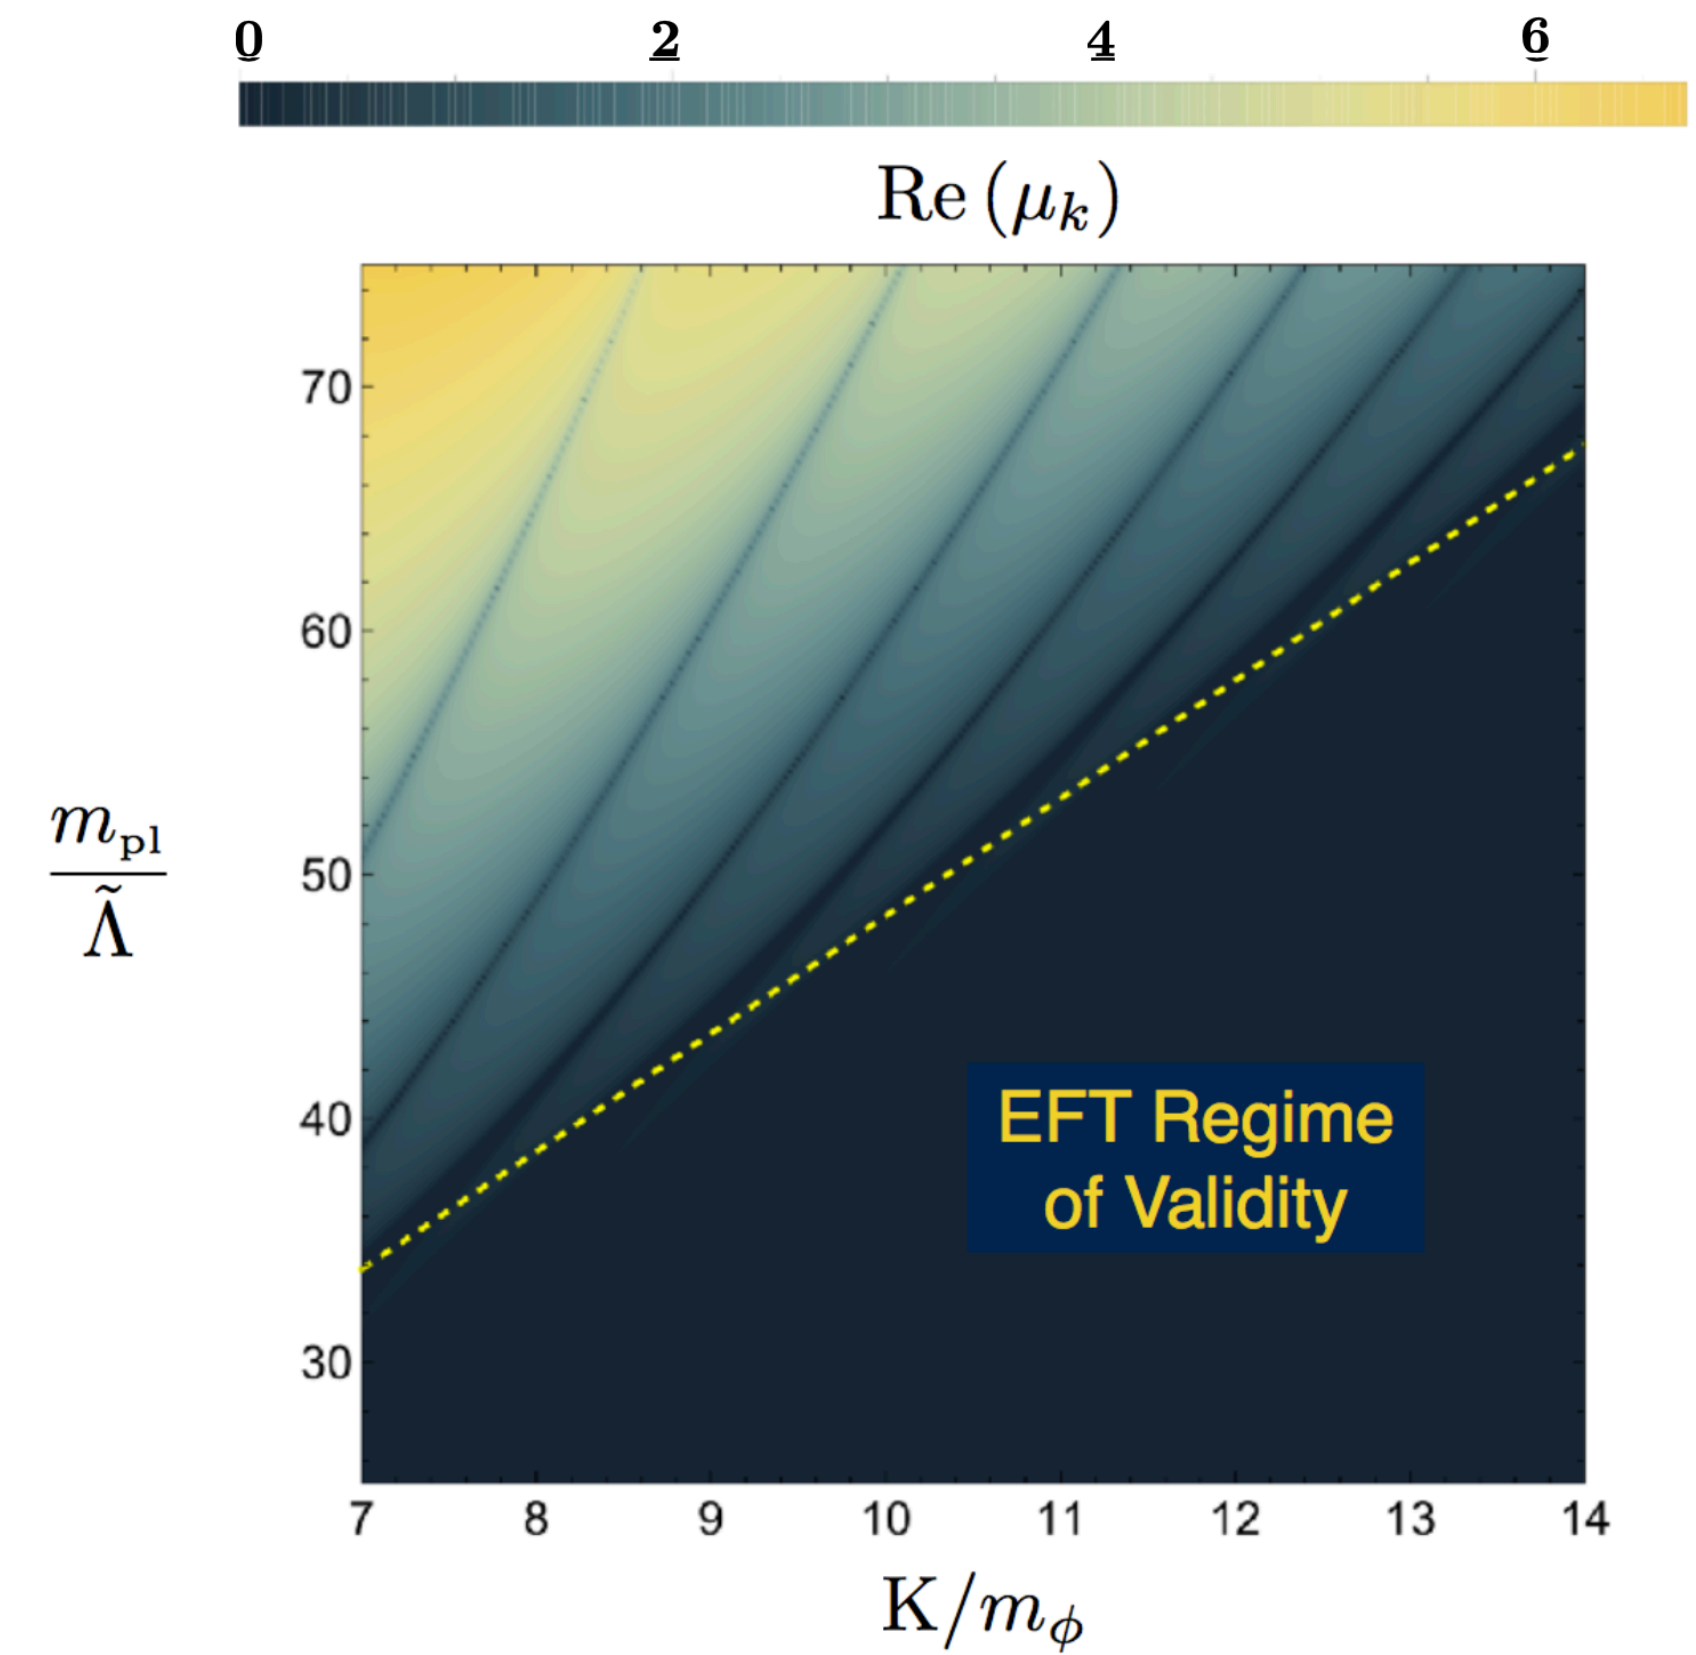 0 2 4 6
Re (μ_k)
70
60
m_pl / Λ̃
50
40
30
EFT Regime
of Validity
7 8 9 10 11 12 13 14
K/m_ϕ